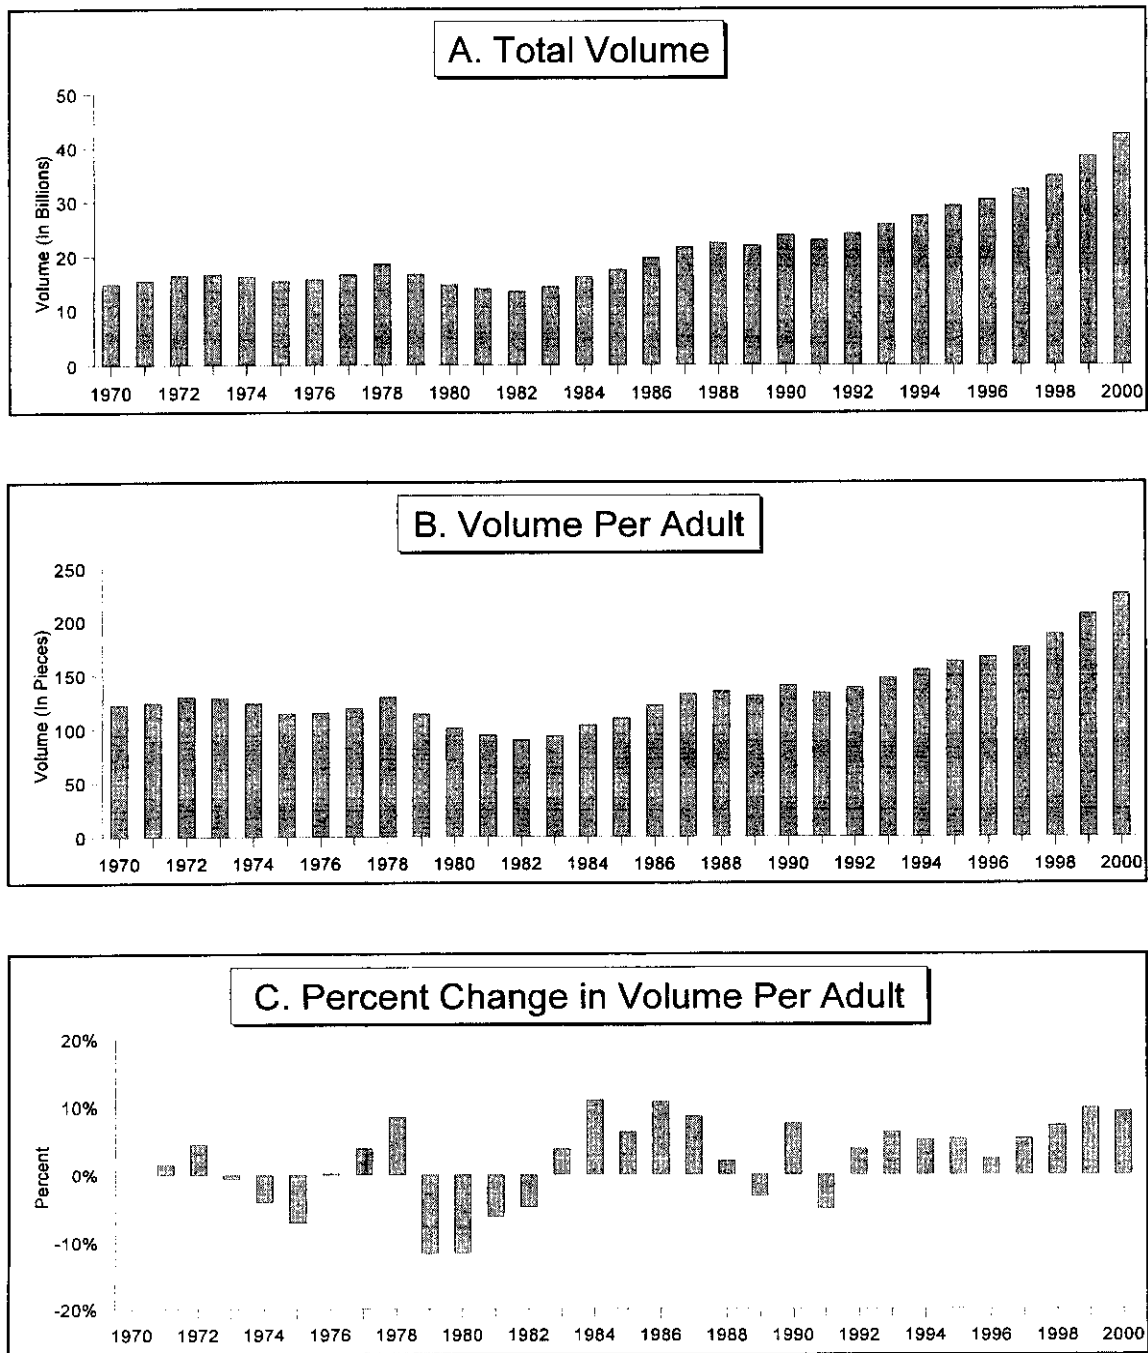 A. Total Volume
Volume (In Billions)
50
40
30
20
10
0
1970 1972 1974 1976 1978 1980 1982 1984 1986 1988 1990 1992 1994 1996 1998 2000
B. Volume Per Adult
Volume (In Pieces)
250
200
150
100
50
0
1970 1972 1974 1976 1978 1980 1982 1984 1986 1988 1990 1992 1994 1996 1998 2000
C. Percent Change in Volume Per Adult
Percent
20%
10%
0%
-10%
-20%
1970 1972 1974 1976 1978 1980 1982 1984 1986 1988 1990 1992 1994 1996 1998 2000